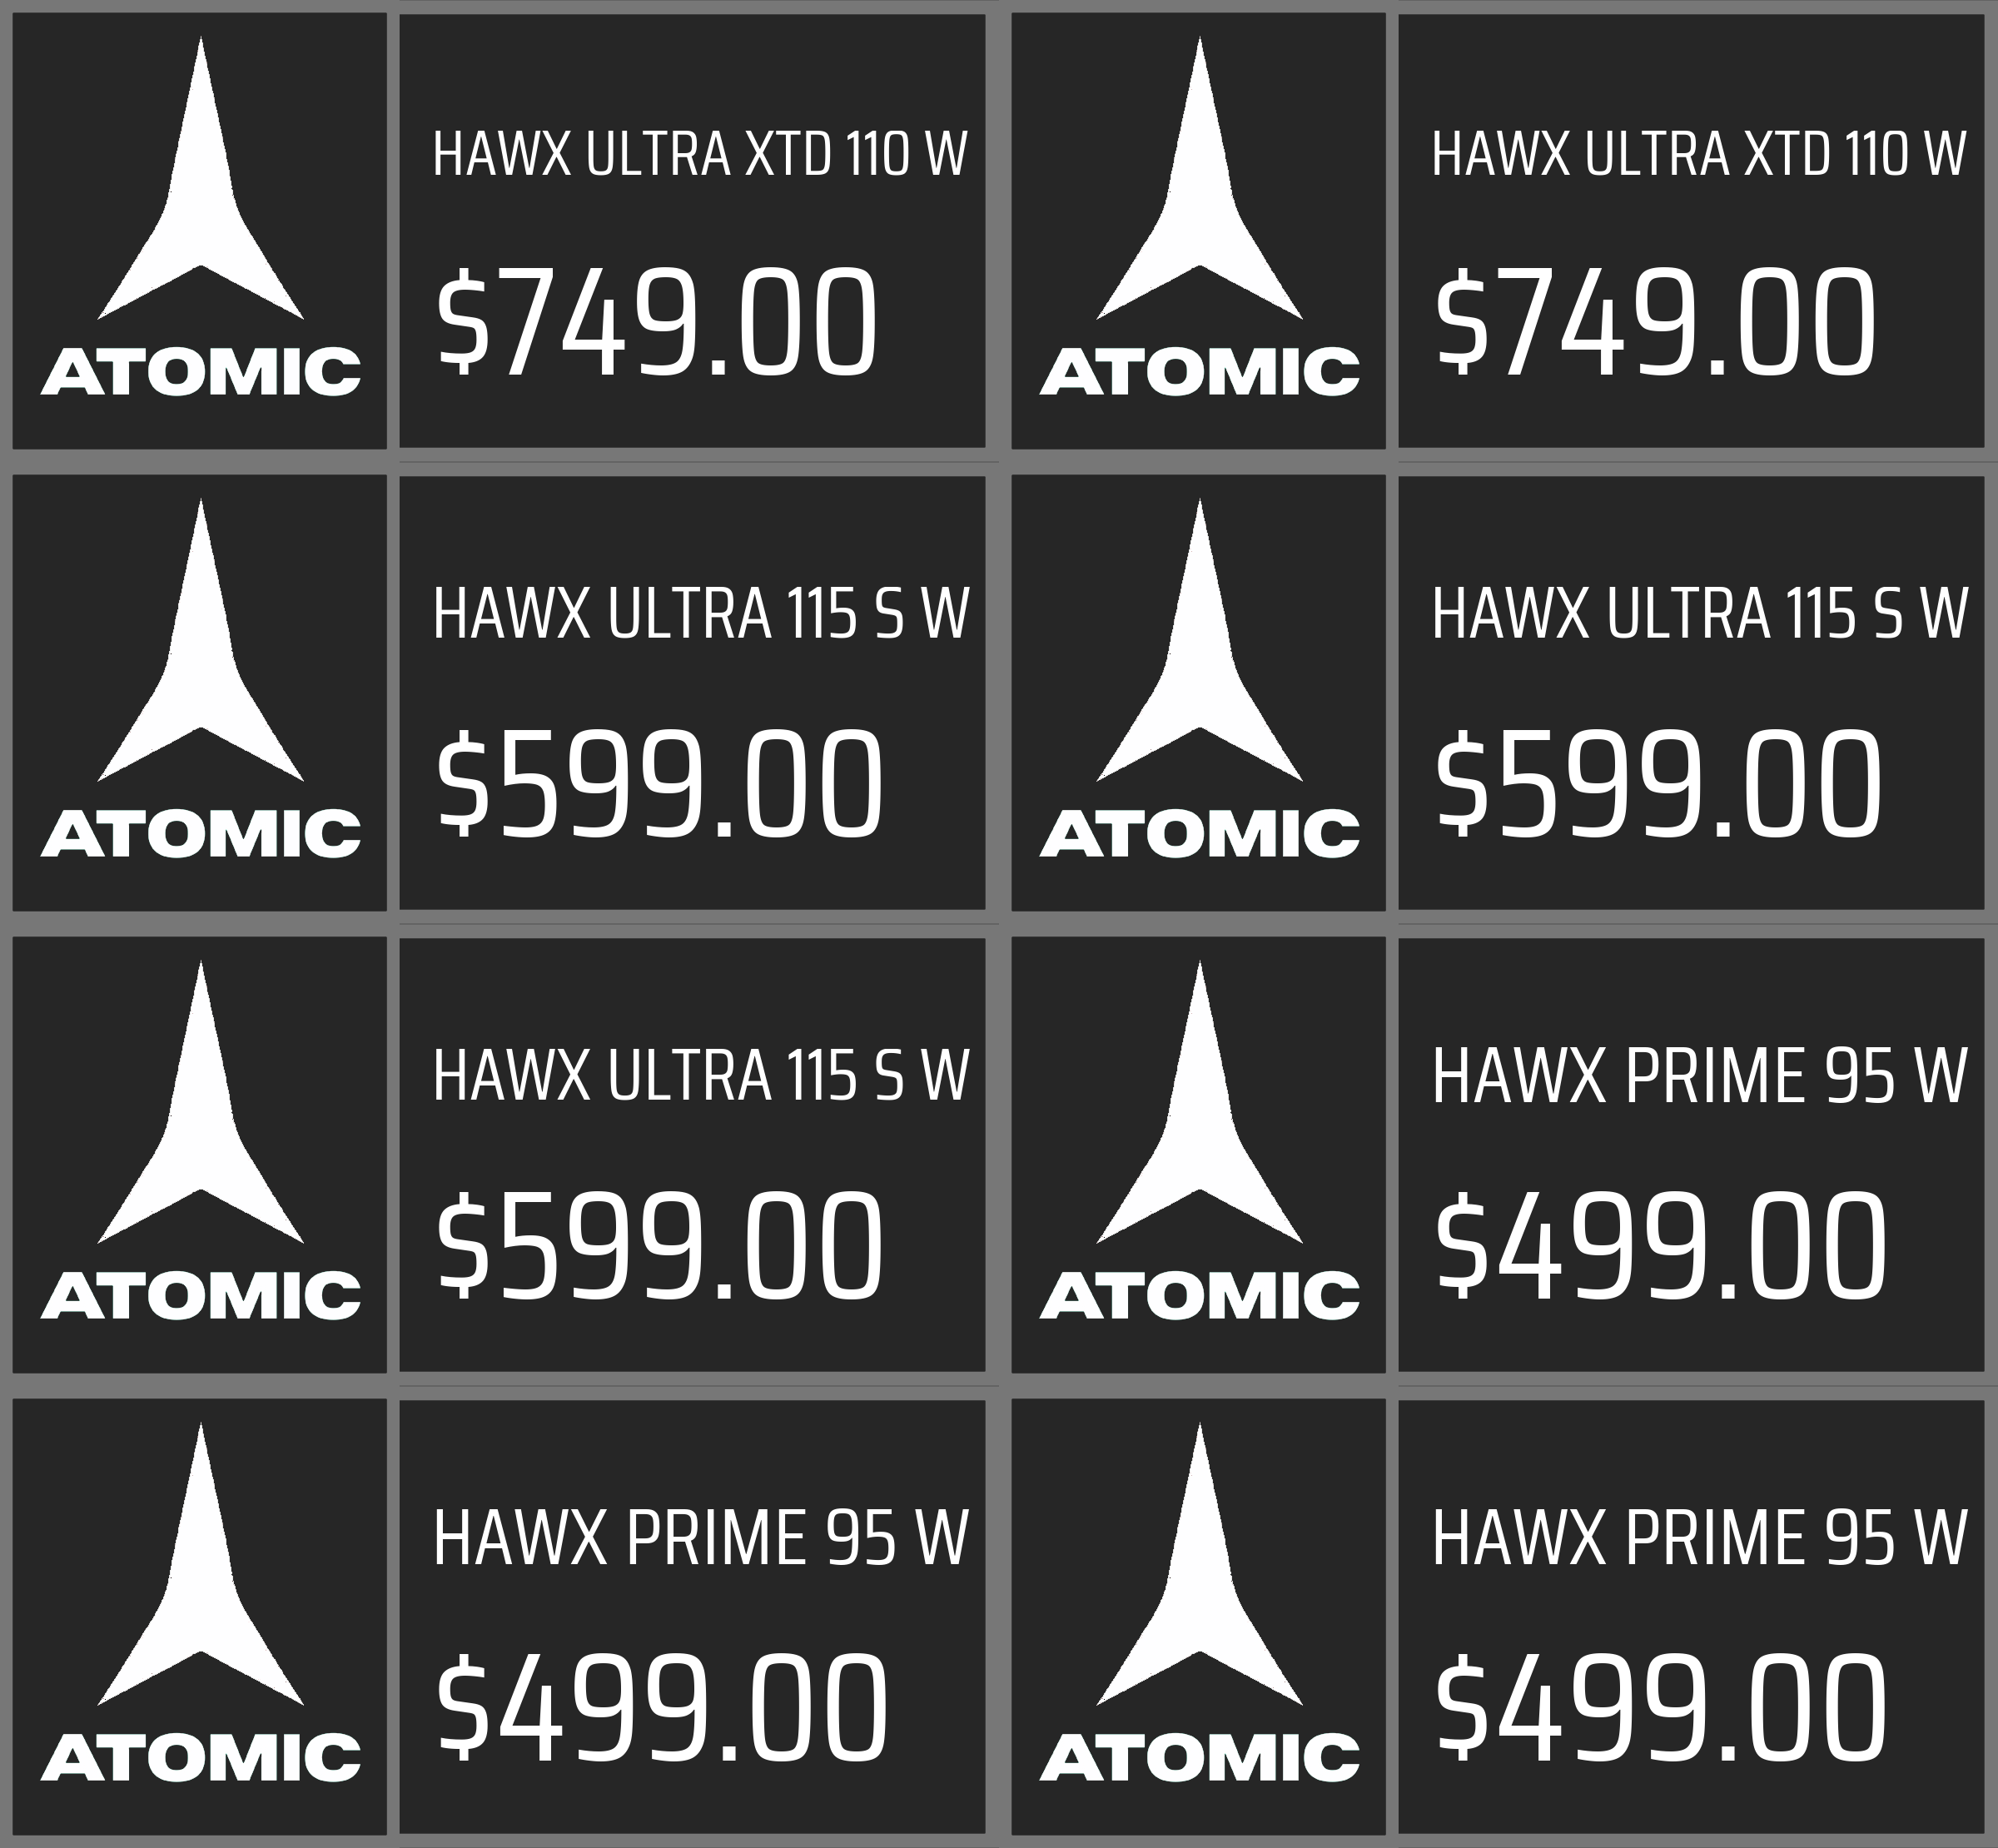 HAWX ULTRA XTD 110 W
$749.00
ATOMIC
HAWX ULTRA XTD 110 W
$749.00
ATOMIC
HAWX ULTRA 115 S W
$599.00
ATOMIC
HAWX ULTRA 115 S W
$599.00
ATOMIC
HAWX ULTRA 115 S W
$599.00
ATOMIC
HAWX PRIME 95 W
$499.00
ATOMIC
HAWX PRIME 95 W
$499.00
ATOMIC
HAWX PRIME 95 W
$499.00
ATOMIC